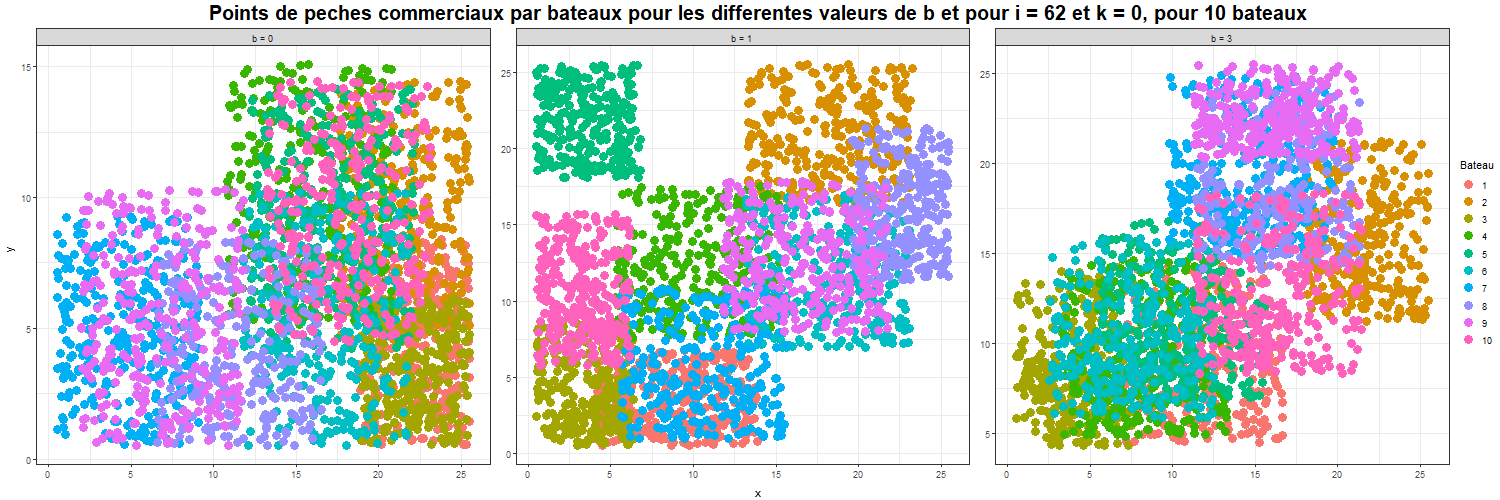 Points de peches commerciaux par bateaux pour les differentes valeurs de b et pour i = 62 et k = 0, pour 10 bateaux
b = 0
b = 1
b = 3
y
15
10
5
0
0 5 10 15 20 25
25
20
15
10
5
0
0 5 10 15 20 25
25
20
15
10
5
0 5 10 15 20 25
x
Bateau
1
2
3
4
5
6
7
8
9
10